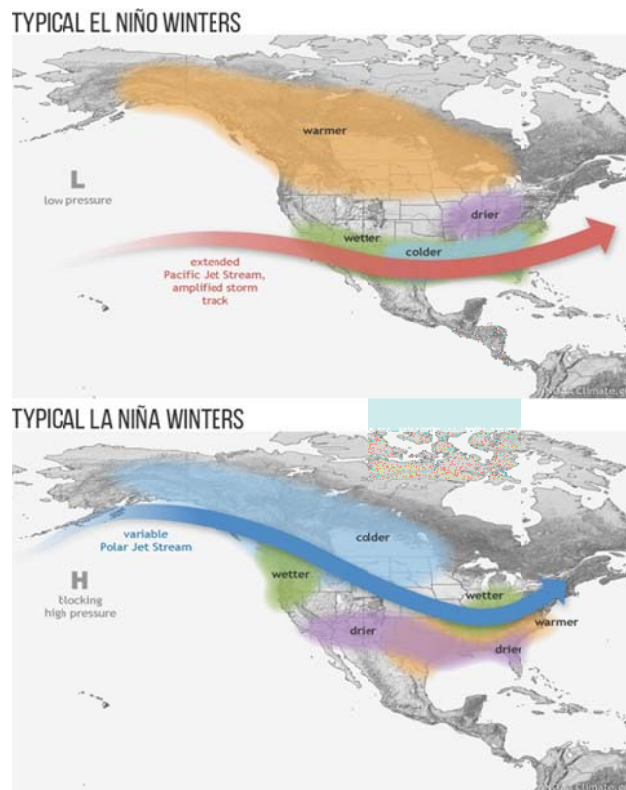 TYPICAL EL NIÑO WINTERS
warmer
L
low pressure
drier
wetter
colder
extended
Pacific Jet Stream,
amplified storm
track
TYPICAL LA NIÑA WINTERS
variable
Polar Jet Stream
colder
H
blocking
high pressure
wetter
wetter
warmer
drier
drier